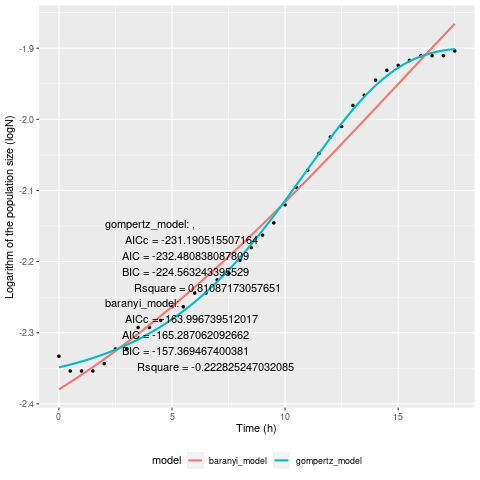 -1.9
-2.0
-2.1
-2.2
-2.3
-2.4
Logarithm of the population size (logN)
gompertz_model: ,
AICc = -231.190515507164
AIC = -232.480838087809
BIC = -224.563243395529
Rsquare = 0.81087173057651
baranyi_model:
AICc = -163.996739512017
AIC = -165.287062092662
BIC = -157.369467400381
Rsquare = -0.222825247032085
0 5 10 15
Time (h)
model baranyi_model gompertz_model